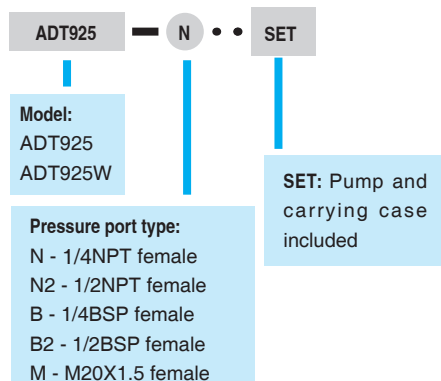 ADT925 — N • • SET
Model:
ADT925
ADT925W
SET: Pump and
carrying case
included
Pressure port type:
N - 1/4NPT female
N2 - 1/2NPT female
B - 1/4BSP female
B2 - 1/2BSP female
M - M20X1.5 female